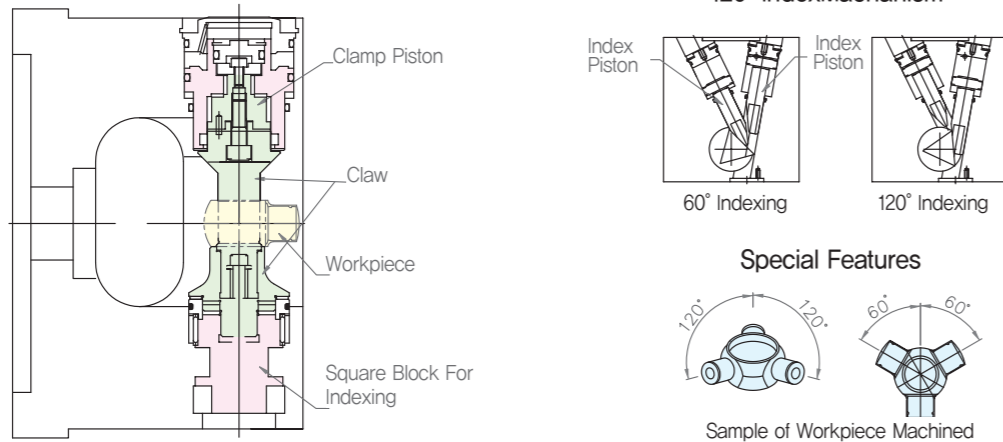 Clamp Piston
Claw
Workpiece
Square Block For
Indexing
Index
Piston
Index
Piston
60° Indexing
120° Indexing
Special Features
120°
120°
60°
60°
Sample of Workpiece Machined